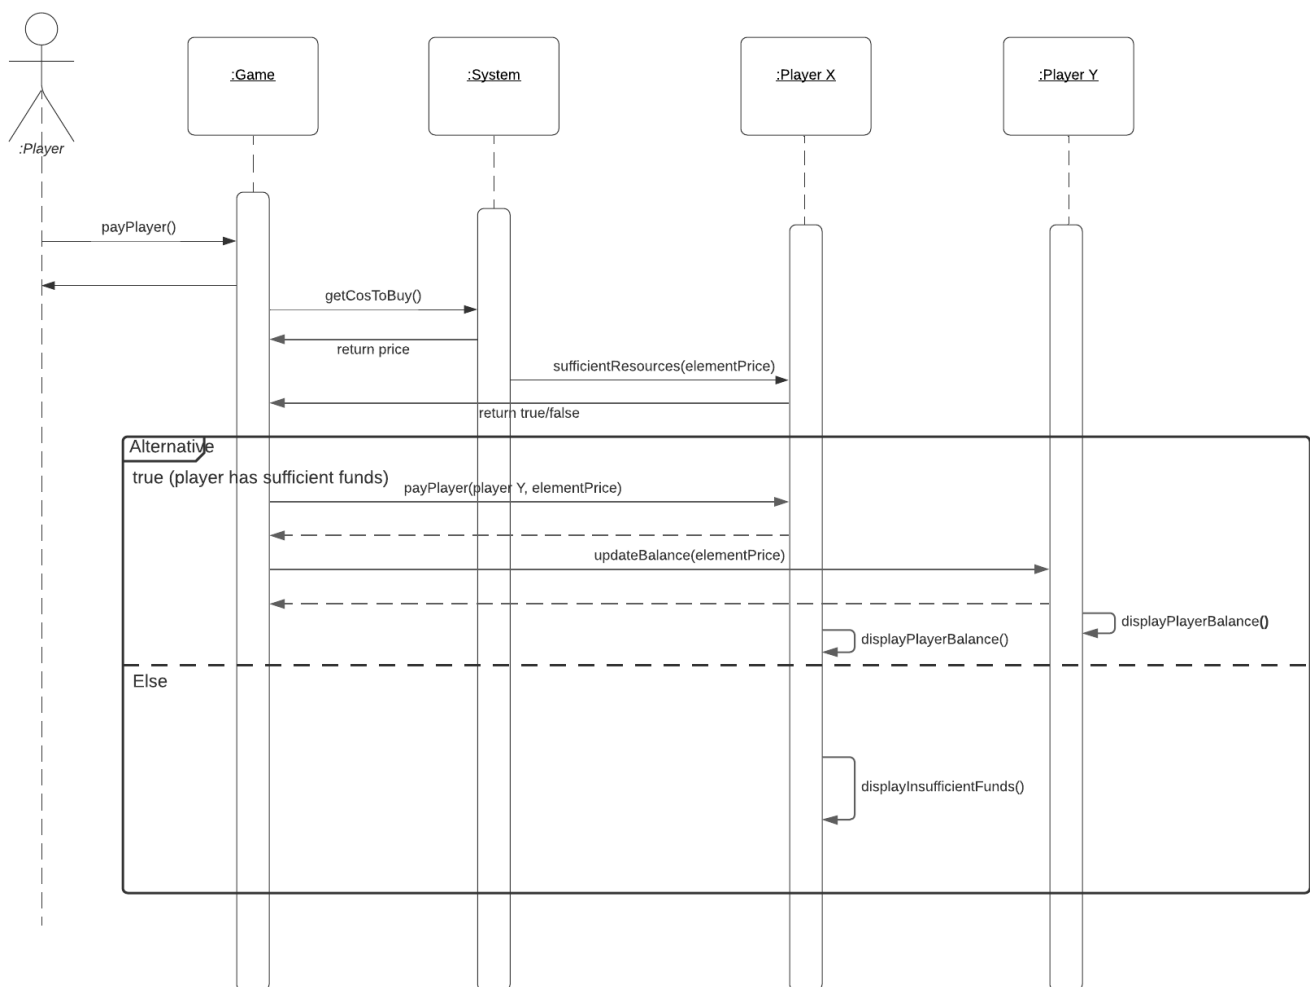 :Player
:Game
:System
:Player X
:Player Y
payPlayer()
getCosToBuy()
return price
sufficientResources(elementPrice)
return true/false
Alternative
true (player has sufficient funds)
payPlayer(player Y, elementPrice)
updateBalance(elementPrice)
displayPlayerBalance()
displayPlayerBalance()
Else
displayInsufficientFunds()